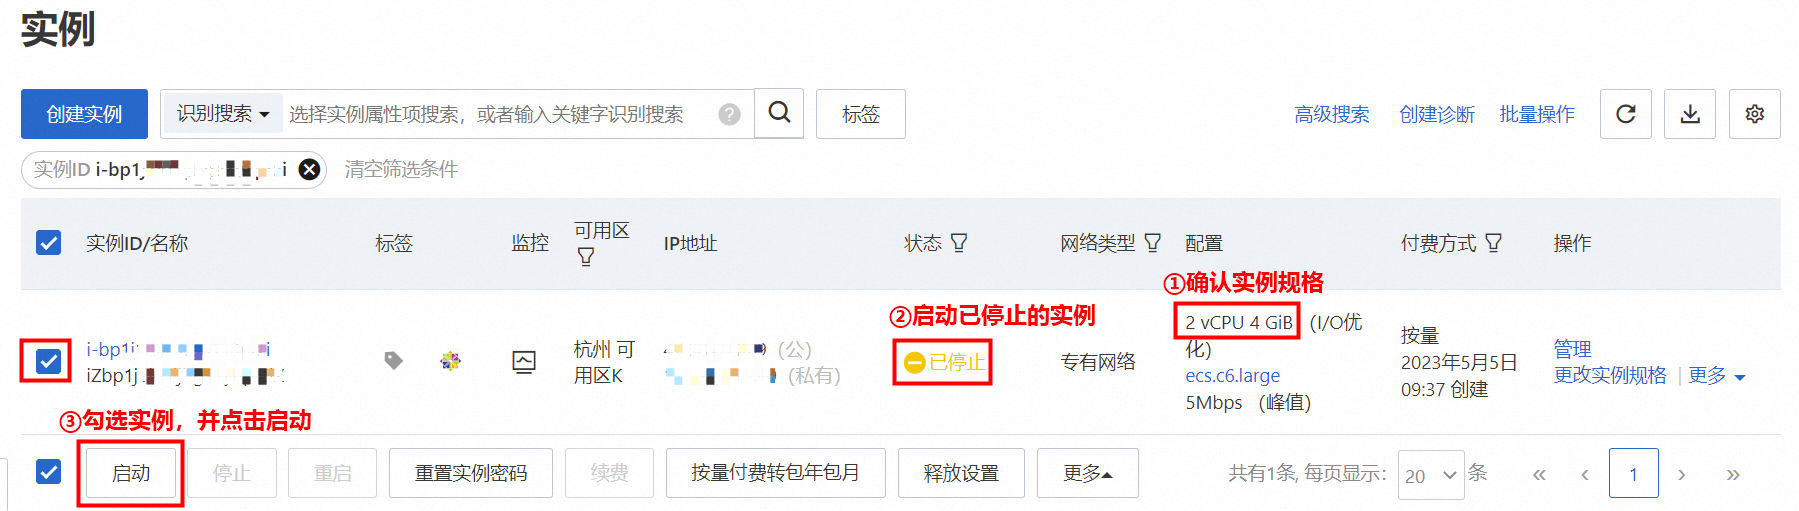 实例
创建实例 识别搜索 选择实例属性项搜索，或者输入关键字识别搜索 ? 标签 高级搜索 创建诊断 批量操作
实例ID i-bp1 i 清空筛选条件
实例ID/名称 标签 监控 可用区 IP地址 状态 网络类型 配置 付费方式 操作
①确认实例规格
②启动已停止的实例
i-bp1 i
iZbp1j
杭州 可
用区K
(公)
(私有)
已停止
专有网络
2 vCPU 4 GiB (I/O优
化)
ecs.c6.large
5Mbps (峰值)
按量
2023年5月5日
09:37 创建
管理
更改实例规格 | 更多
③勾选实例，并点击启动
启动 停止 重启 重置实例密码 续费 按量付费转包年包月 释放设置 更多 共有1条, 每页显示: 20 条 « ‹ 1 › »